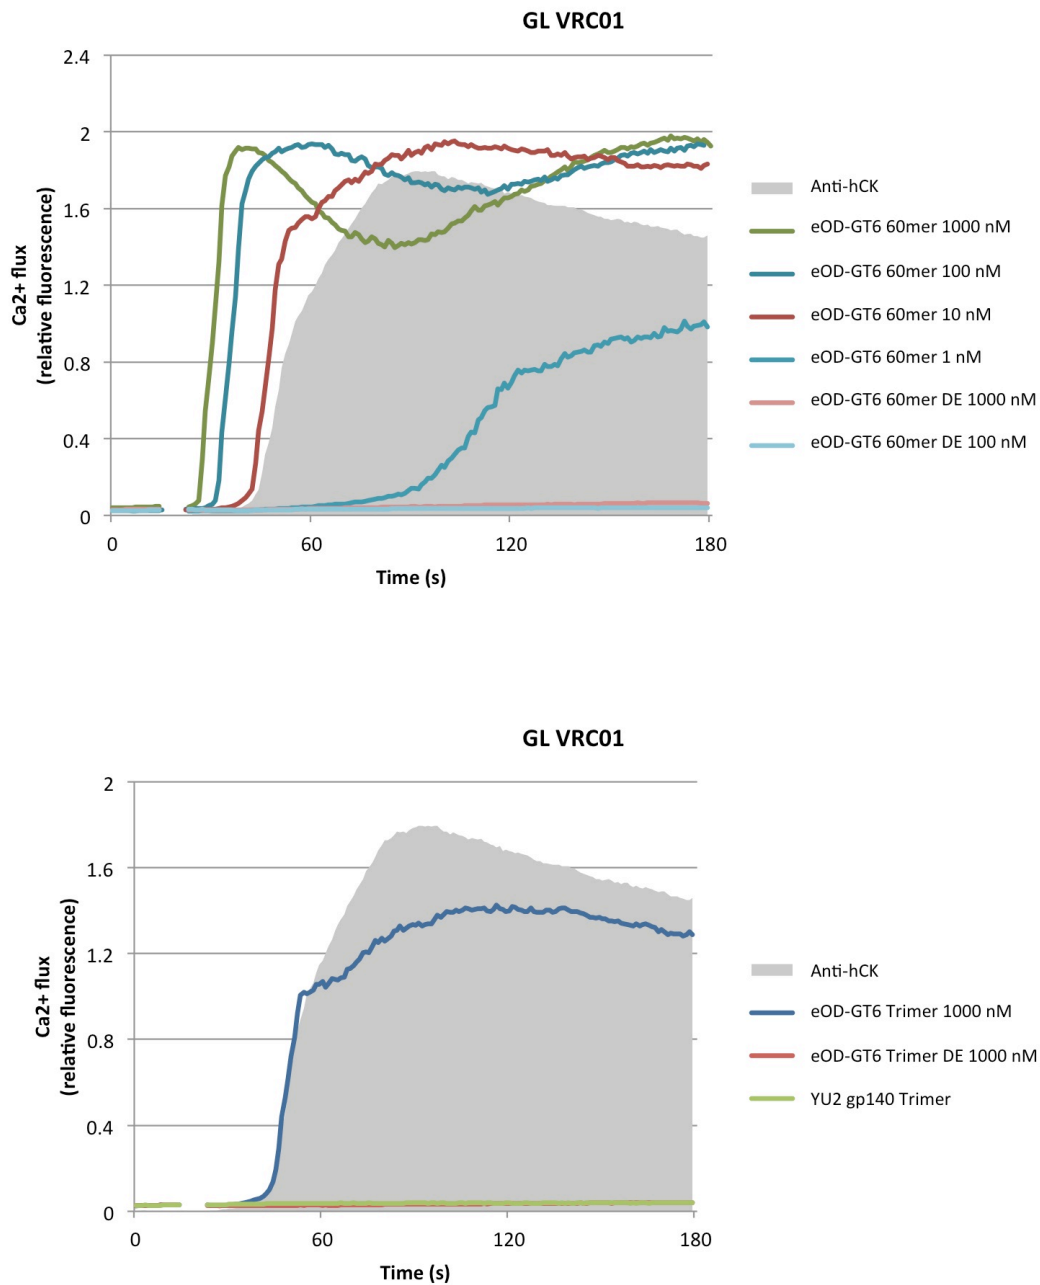 GL VRC01
2.4
2
1.6
1.2
0.8
0.4
0
0 60 120 180
Time (s)
Ca2+ flux
(relative fluorescence)
Anti-hCK
eOD-GT6 60mer 1000 nM
eOD-GT6 60mer 100 nM
eOD-GT6 60mer 10 nM
eOD-GT6 60mer 1 nM
eOD-GT6 60mer DE 1000 nM
eOD-GT6 60mer DE 100 nM
GL VRC01
2
1.6
1.2
0.8
0.4
0
0 60 120 180
Time (s)
Ca2+ flux
(relative fluorescence)
Anti-hCK
eOD-GT6 Trimer 1000 nM
eOD-GT6 Trimer DE 1000 nM
YU2 gp140 Trimer